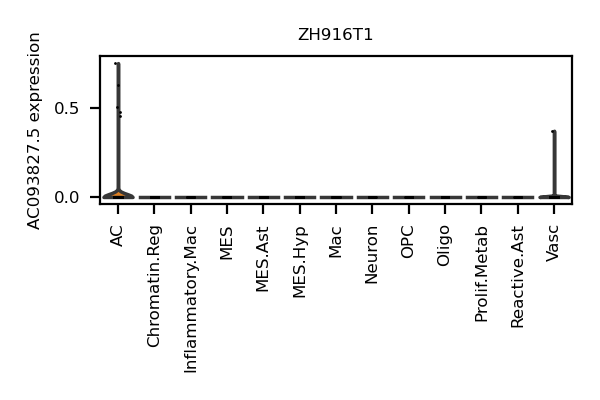 ZH916T1
AC093827.5 expression
0.5
0.0
AC
Chromatin.Reg
Inflammatory.Mac
MES
MES.Ast
MES.Hyp
Mac
Neuron
OPC
Oligo
Prolif.Metab
Reactive.Ast
Vasc